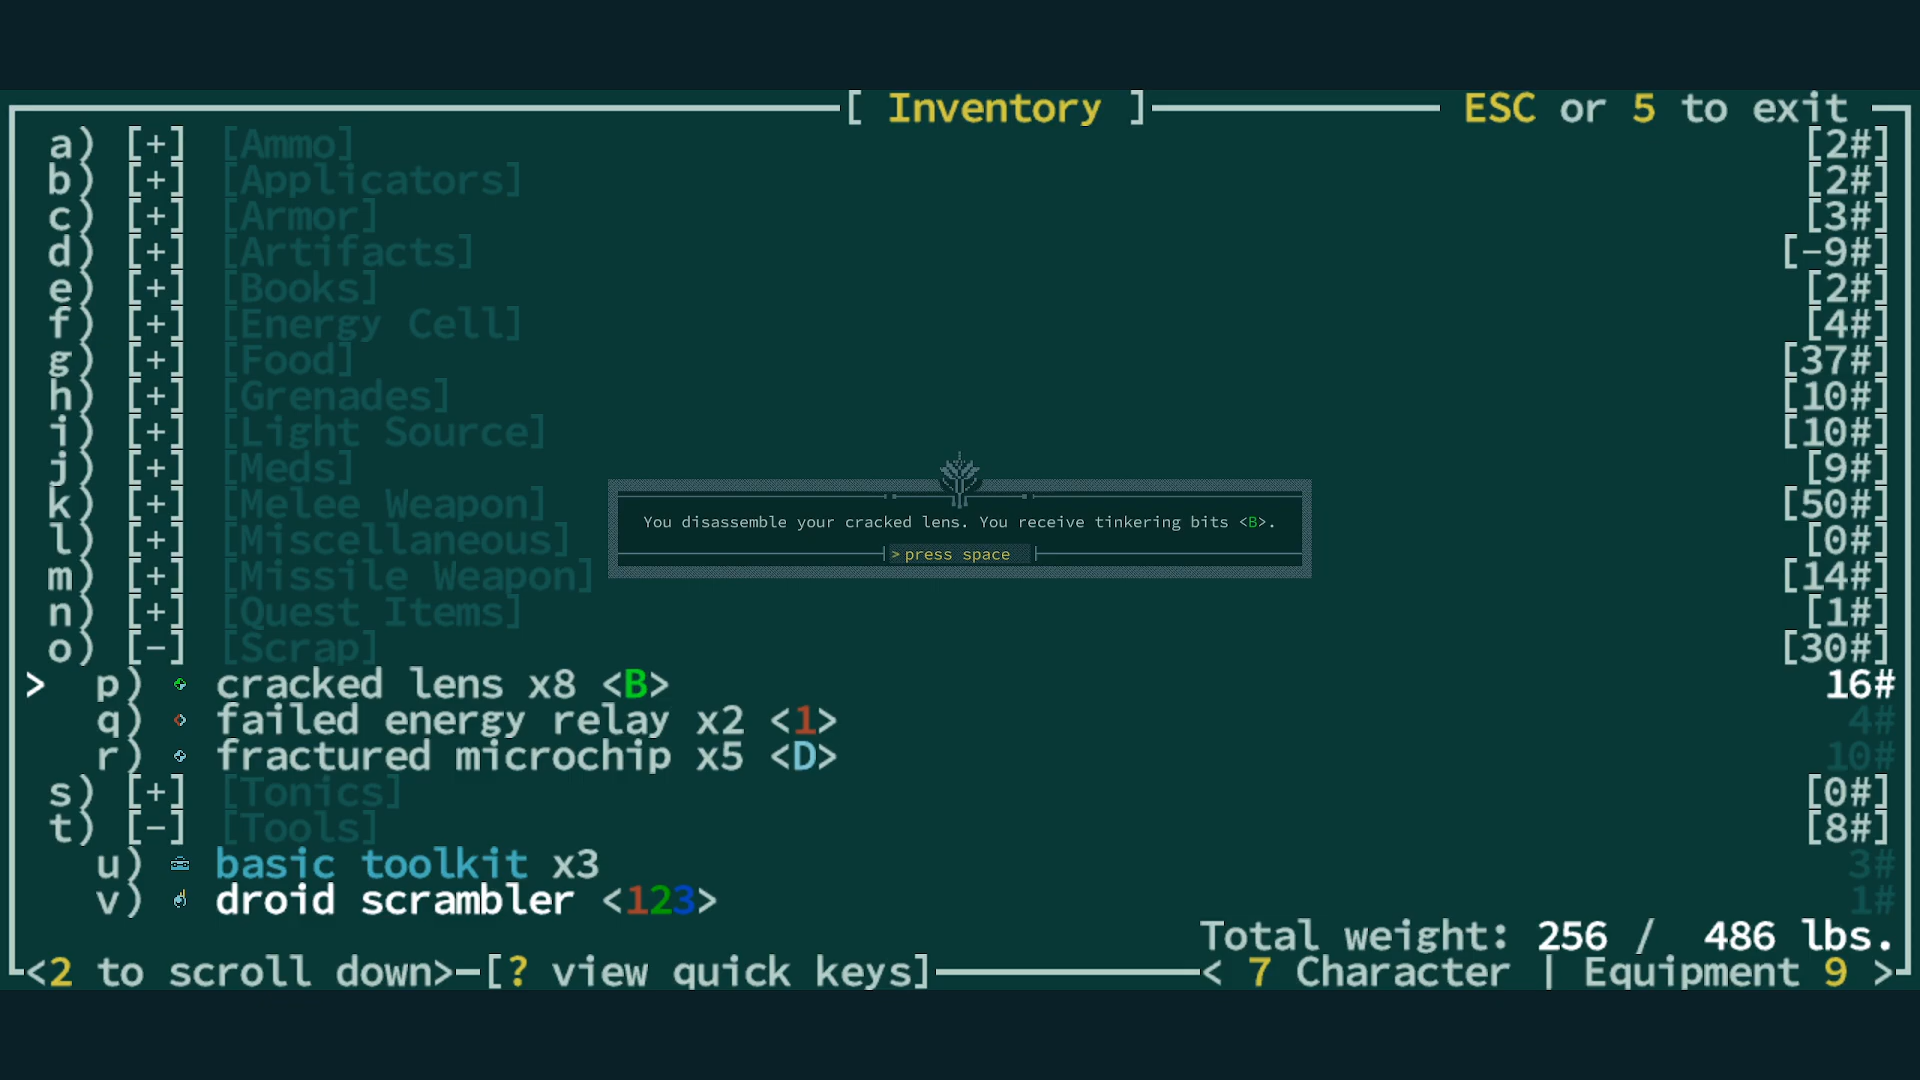 [ Inventory ] ESC or 5 to exit
a) [+] [Ammo] [2#]
b) [+] [Applicators] [2#]
c) [+] [Armor] [3#]
d) [+] [Artifacts] [-9#]
e) [+] [Books] [2#]
f) [+] [Energy Cell] [4#]
g) [+] [Food] [37#]
h) [+] [Grenades] [10#]
i) [+] [Light Source] [10#]
j) [+] [Meds] [9#]
k) [+] [Melee Weapon] [50#]
You disassemble your cracked lens. You receive tinkering bits <B>.
l) [+] [Miscellaneous] [0#]
>press space
m) [+] [Missile Weapon] [14#]
n) [+] [Quest Items] [1#]
o) [-] [Scrap] [30#]
> p) cracked lens x8 <B> 16#
q) failed energy relay x2 <1> 4#
r) fractured microchip x5 <D> 10#
s) [+] [Tonics] [0#]
t) [-] [Tools] [8#]
u) basic toolkit x3 3#
v) droid scrambler <123> 1#
Total weight: 256 / 486 lbs.
<2 to scroll down> [? view quick keys] < 7 Character | Equipment 9 >